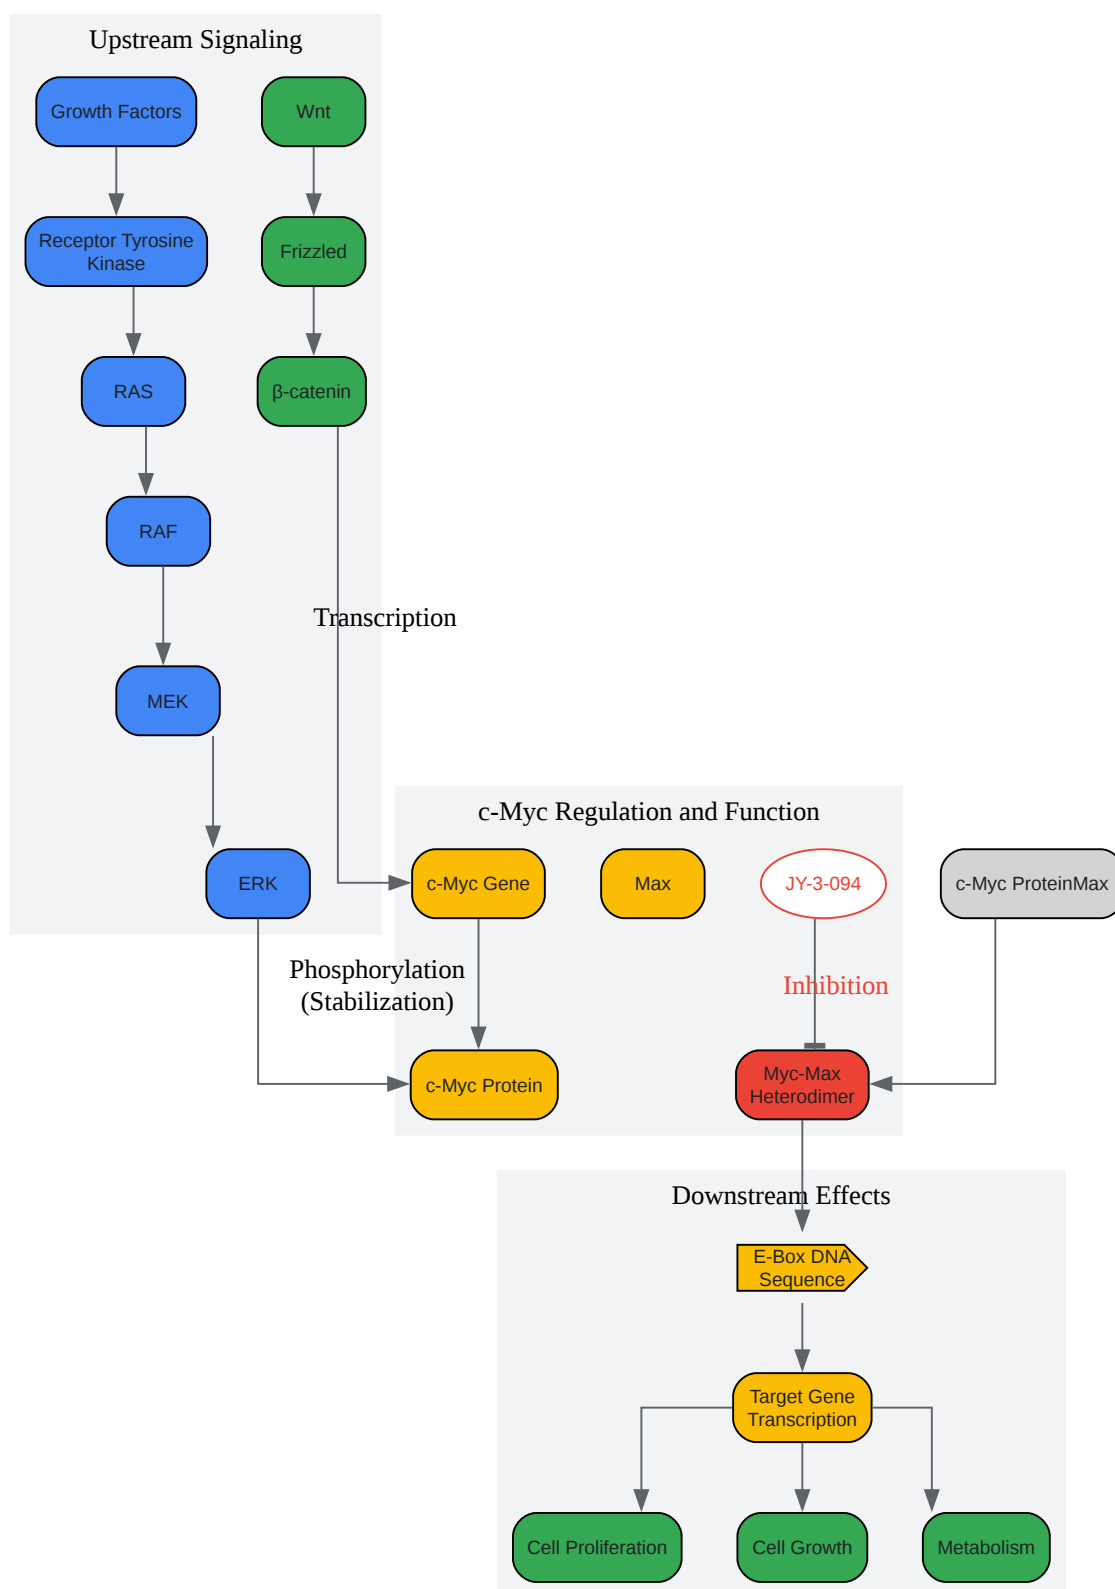 Upstream Signaling
Growth Factors
Wnt
Receptor Tyrosine
Kinase
Frizzled
RAS
β-catenin
RAF
Transcription
MEK
c-Myc Regulation and Function
ERK
c-Myc Gene
Max
JY-3-094
c-Myc ProteinMax
Phosphorylation
(Stabilization)
Inhibition
c-Myc Protein
Myc-Max
Heterodimer
Downstream Effects
E-Box DNA
Sequence
Target Gene
Transcription
Cell Proliferation
Cell Growth
Metabolism